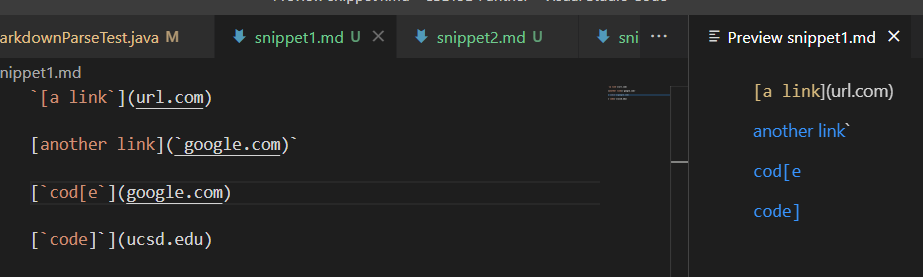 arkdownParseTest.java M snippet1.md U snippet2.md U sni ··· Preview snippet1.md
nippet1.md
`[a link`](url.com)
[another link](`google.com)`
[`cod[e`](google.com)
[`code]`](ucsd.edu)
[a link](url.com)
another link`
cod[e
code]